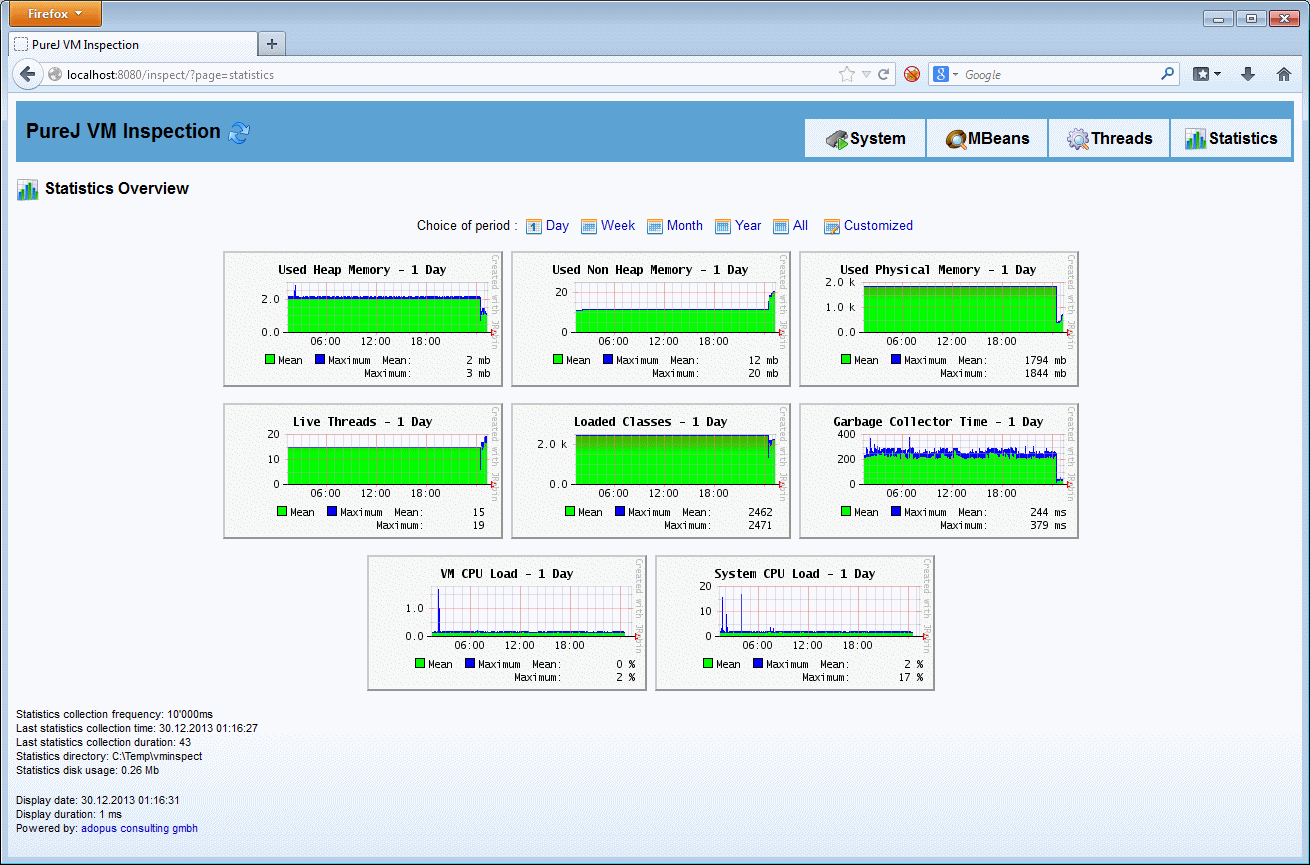 Firefox
PureJ VM Inspection
localhost:8080/inspect/?page=statistics
8
Google
PureJ VM Inspection
System
MBeans
Threads
Statistics
Statistics Overview
Choice of period : 1 Day Week Month Year All Customized
Used Heap Memory - 1 Day
2.0
0.0
06:00 12:00 18:00
Mean Maximum Mean: 2 mb
Maximum: 3 mb
Created with JRobin
Used Non Heap Memory - 1 Day
20
0
06:00 12:00 18:00
Mean Maximum Mean: 12 mb
Maximum: 20 mb
Created with JRobin
Used Physical Memory - 1 Day
2.0 k
1.0 k
0.0
06:00 12:00 18:00
Mean Maximum Mean: 1794 mb
Maximum: 1844 mb
Created with JRobin
Live Threads - 1 Day
20
10
0
06:00 12:00 18:00
Mean Maximum Mean: 15
Maximum: 19
Created with JRobin
Loaded Classes - 1 Day
2.0 k
0.0
06:00 12:00 18:00
Mean Maximum Mean: 2462
Maximum: 2471
Created with JRobin
Garbage Collector Time - 1 Day
400
200
0
06:00 12:00 18:00
Mean Maximum Mean: 244 ms
Maximum: 379 ms
Created with JRobin
VM CPU Load - 1 Day
1.0
0.0
06:00 12:00 18:00
Mean Maximum Mean: 0 %
Maximum: 2 %
Created with JRobin
System CPU Load - 1 Day
20
10
0
06:00 12:00 18:00
Mean Maximum Mean: 2 %
Maximum: 17 %
Created with JRobin
Statistics collection frequency: 10'000ms
Last statistics collection time: 30.12.2013 01:16:27
Last statistics collection duration: 43
Statistics directory: C:\Temp\vminspect
Statistics disk usage: 0.26 Mb
Display date: 30.12.2013 01:16:31
Display duration: 1 ms
Powered by: adopus consulting gmbh